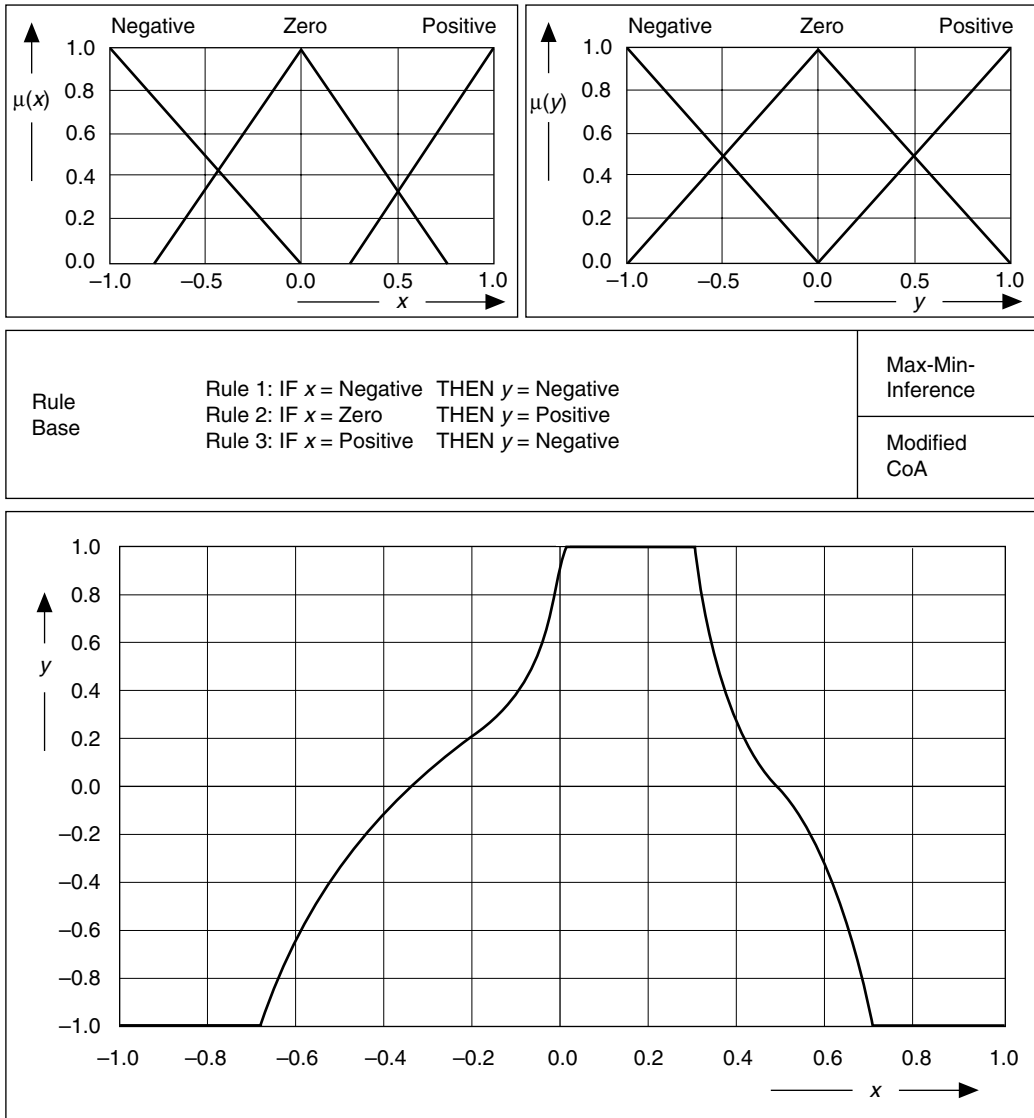 Negative Zero Positive
1.0
0.8
μ(x)
0.6
0.4
0.2
0.0
–1.0 –0.5 0.0 0.5 1.0
x
Negative Zero Positive
1.0
0.8
μ(y)
0.6
0.4
0.2
0.0
–1.0 –0.5 0.0 0.5 1.0
y
Rule
Base
Rule 1: IF x = Negative THEN y = Negative
Rule 2: IF x = Zero THEN y = Positive
Rule 3: IF x = Positive THEN y = Negative
Max-Min-
Inference
Modified
CoA
1.0
0.8
0.6
y
0.4
0.2
0.0
–0.2
–0.4
–0.6
–0.8
–1.0
–1.0 –0.8 –0.6 –0.4 –0.2 0.0 0.2 0.4 0.6 0.8 1.0
x